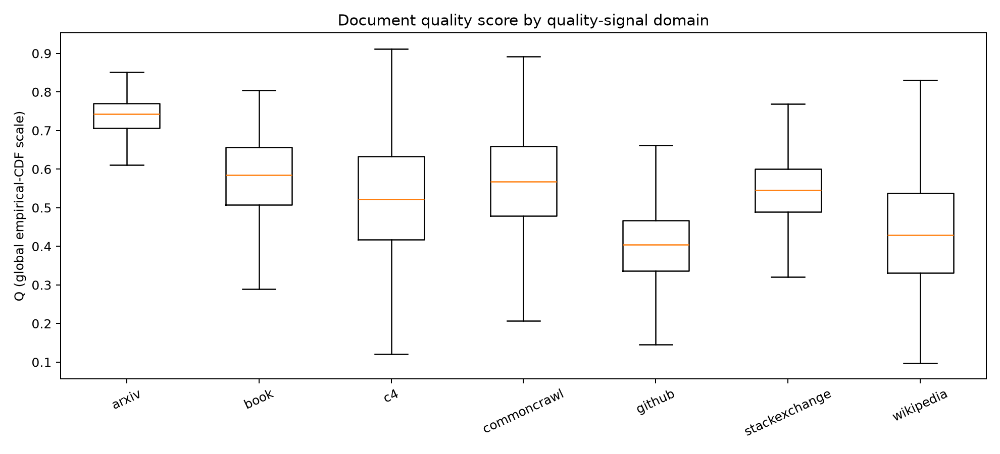 Document quality score by quality-signal domain
Q (global empirical-CDF scale)
0.9
0.8
0.7
0.6
0.5
0.4
0.3
0.2
0.1
arxiv
book
c4
commoncrawl
github
stackexchange
wikipedia